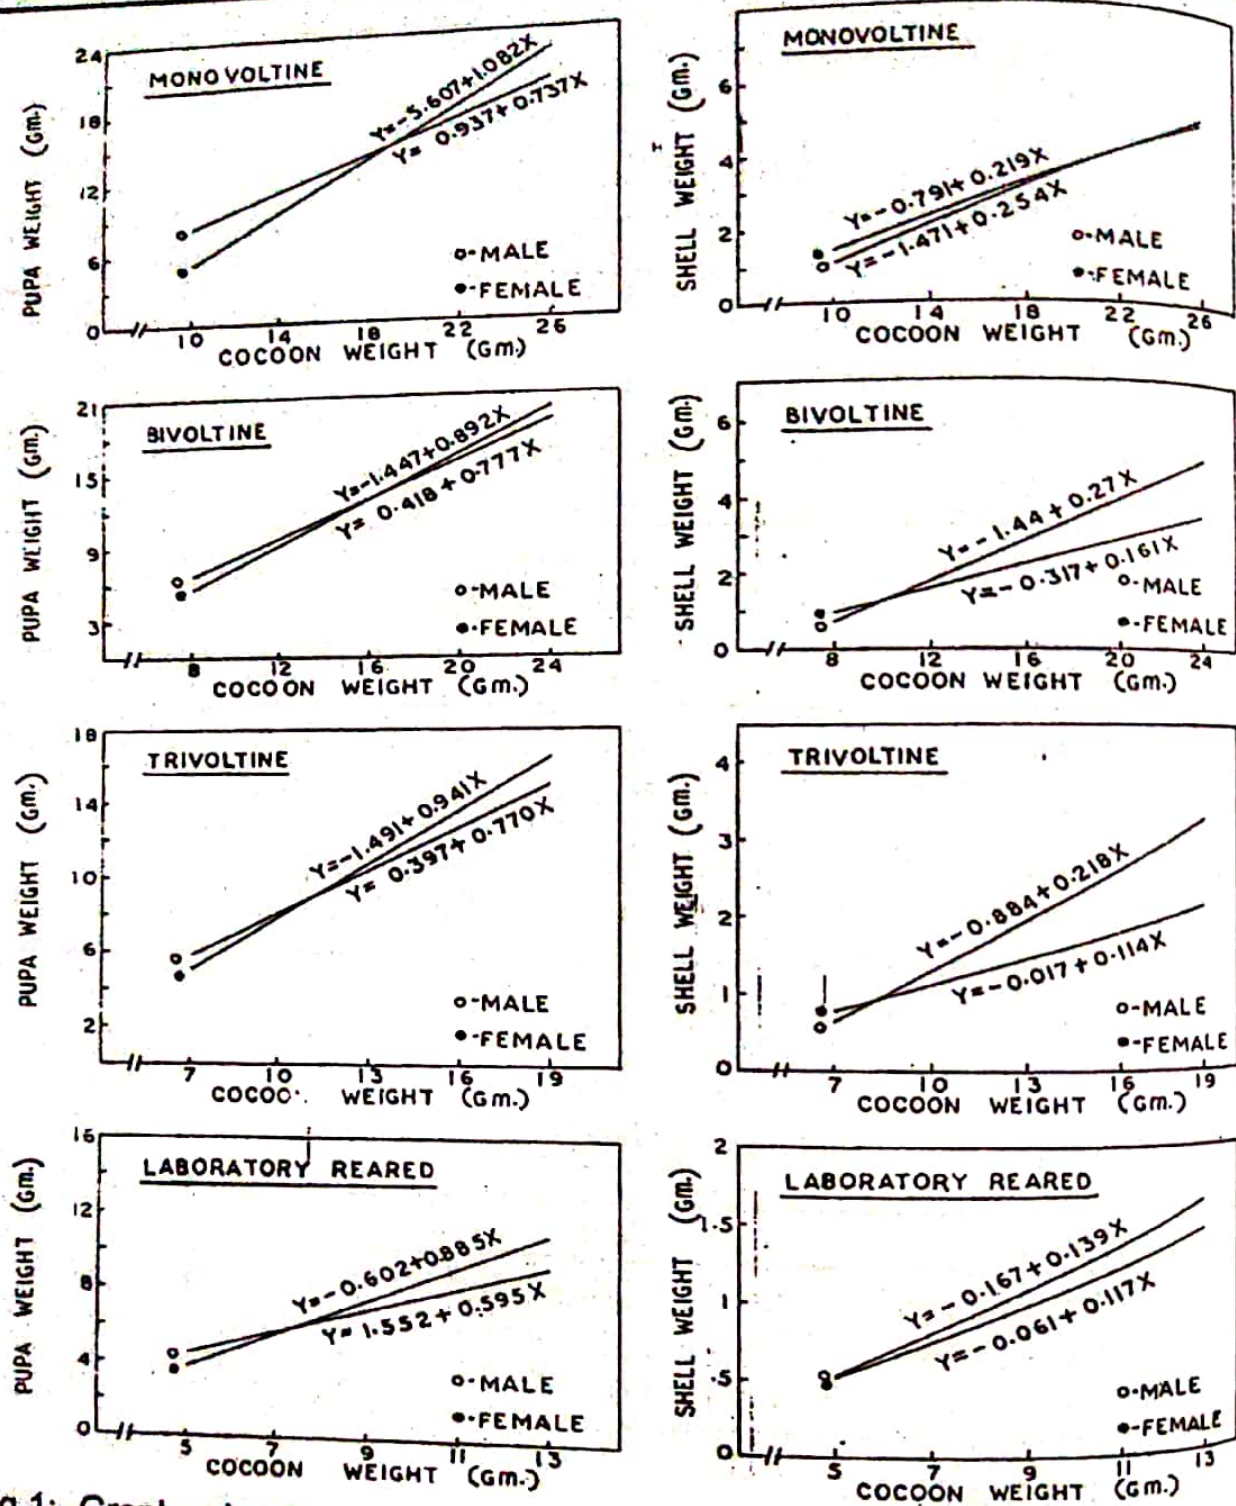 24
18
12
6
0
PUPA WEIGHT (Gm.)
MONOVOLTINE
Y=-5.607+1.082X
Y= 0.937+0.737X
o-MALE
●-FEMALE
10 14 18 22 26
COCOON WEIGHT (Gm.)
6
4
2
0
SHELL WEIGHT (Gm.)
MONOVOLTINE
Y=-0.791+0.219X
Y=-1.471+0.254X
o-MALE
●-FEMALE
10 14 18 22 26
COCOON WEIGHT (Gm.)
21
15
9
3
PUPA WEIGHT (Gm.)
BIVOLTINE
Y=-1.447+0.892X
Y= 0.418+0.777X
o-MALE
●-FEMALE
8 12 16 20 24
COCOON WEIGHT (Gm.)
6
4
2
0
SHELL WEIGHT (Gm.)
BIVOLTINE
Y=-1.44+0.27X
Y=-0.317+0.161X
o-MALE
●-FEMALE
8 12 16 20 24
COCOON WEIGHT (Gm.)
18
14
10
6
2
PUPA WEIGHT (Gm.)
TRIVOLTINE
Y=-1.491+0.941X
Y= 0.397+0.770X
o-MALE
●-FEMALE
7 10 13 16 19
COCOO WEIGHT (Gm.)
4
3
2
1
0
SHELL WEIGHT (Gm.)
TRIVOLTINE
Y=-0.884+0.218X
Y=-0.017+0.114X
o-MALE
●-FEMALE
7 10 13 16 19
COCOON WEIGHT (Gm.)
16
12
8
4
0
PUPA WEIGHT (Gm.)
LABORATORY REARED
Y=-0.602+0.885X
Y= 1.552+0.595X
o-MALE
●-FEMALE
5 7 9 11 13
COCOON WEIGHT (Gm.)
2
1.5
1
.5
0
SHELL WEIGHT (Gm.)
LABORATORY REARED
Y=-0.167+0.139X
Y=-0.061+0.117X
o-MALE
●-FEMALE
5 7 9 11 13
COCOON WEIGHT (Gm.)